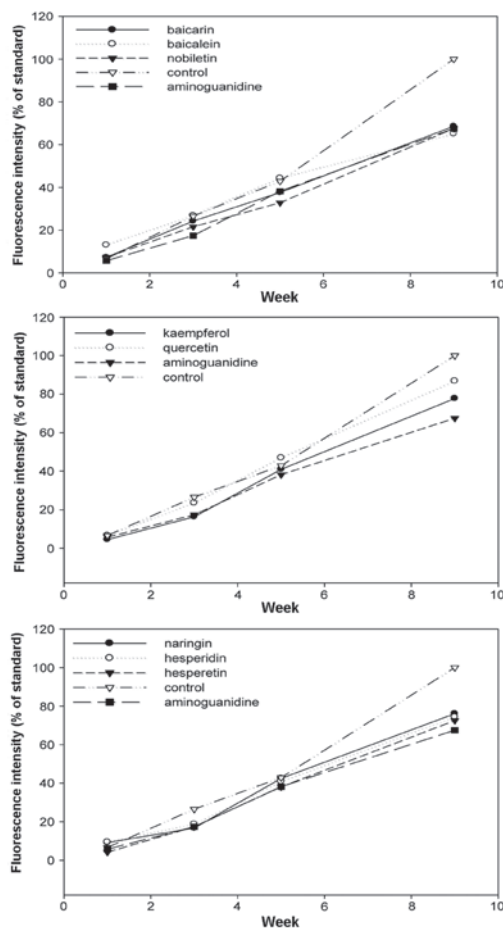 120
100
80
60
40
20
0
Fluorescence intensity (% of standard)
baicarin
baicalein
nobiletin
control
aminoguanidine
0 2 4 6 8 10
Week
120
100
80
60
40
20
0
Fluorescence intensity (% of standard)
kaempferol
quercetin
aminoguanidine
control
0 2 4 6 8 10
Week
120
100
80
60
40
20
0
Fluorescence intensity (% of standard)
naringin
hesperidin
hesperetin
control
aminoguanidine
0 2 4 6 8 10
Week